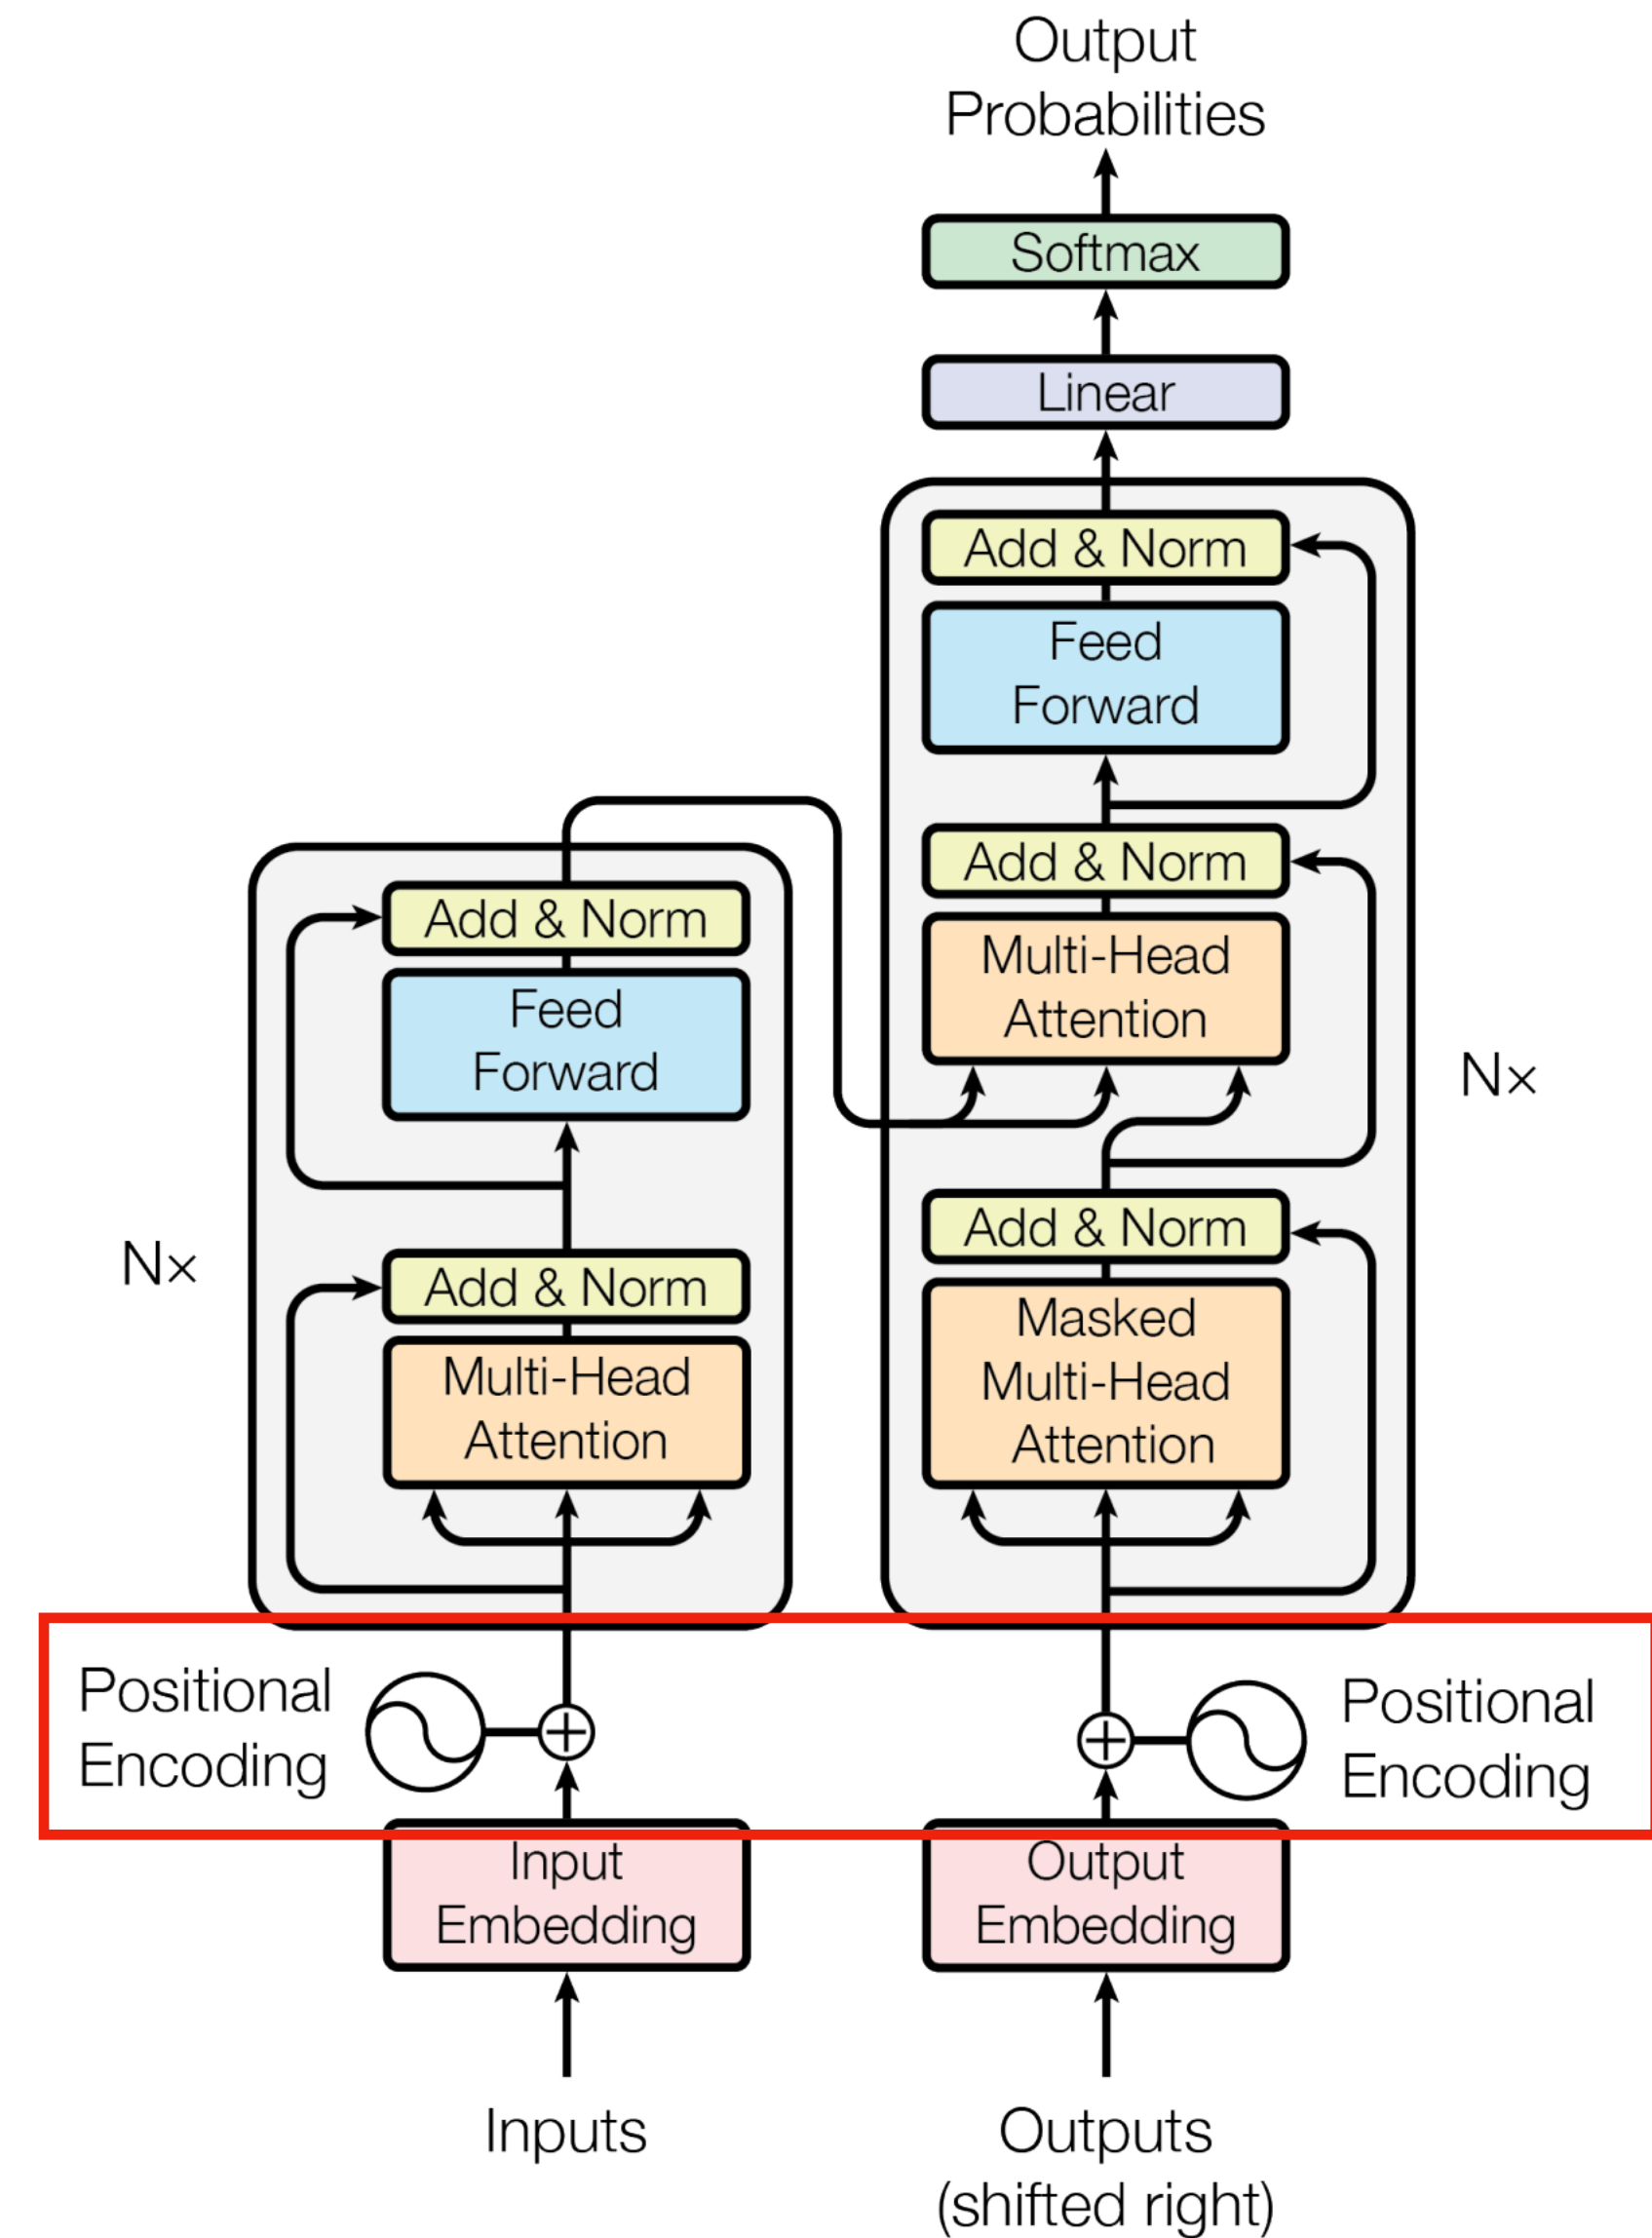 Output
Probabilities
Softmax
Linear
Add & Norm
Feed
Forward
Add & Norm
Multi-Head
Attention
Add & Norm
Masked
Multi-Head
Attention
N×
Add & Norm
Feed
Forward
Add & Norm
Multi-Head
Attention
N×
Positional
Encoding
Positional
Encoding
Input
Embedding
Output
Embedding
Inputs
Outputs
(shifted right)